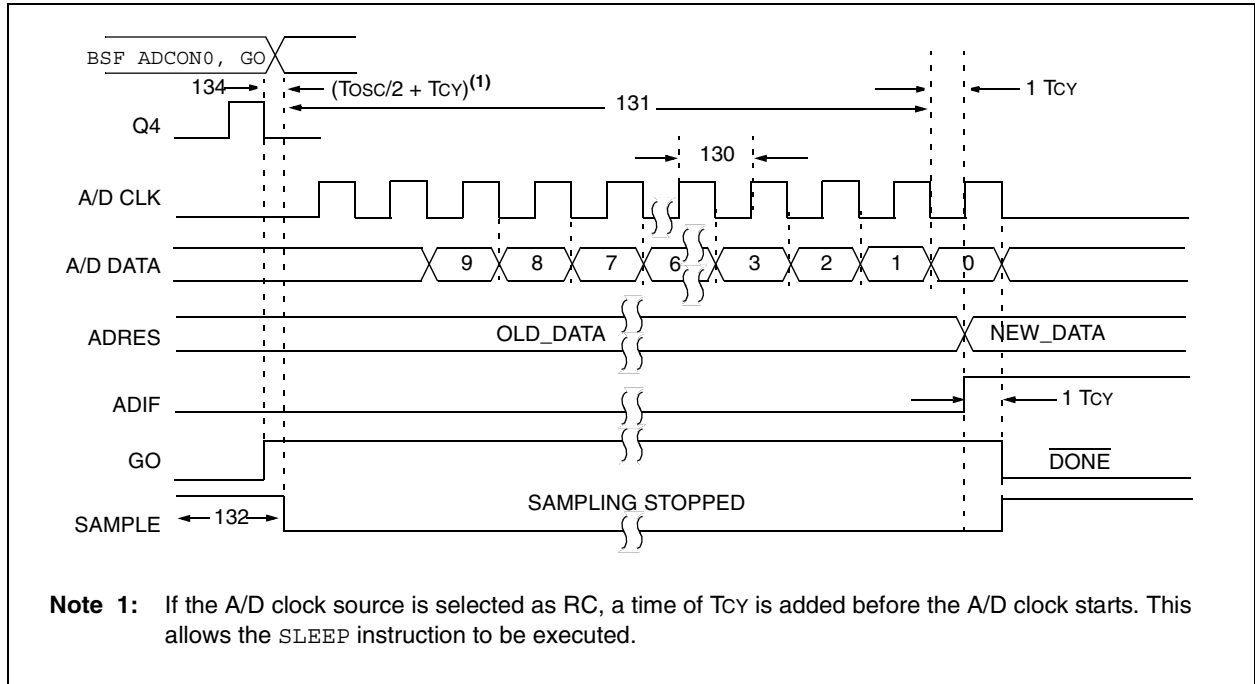 BSF ADCON0, GO
134 (TOSC/2 + TCY)(1) 131 1 TCY
Q4
130
A/D CLK
A/D DATA 9 8 7 6 3 2 1 0
ADRES OLD_DATA NEW_DATA
ADIF 1 TCY
GO DONE
SAMPLE 132 SAMPLING STOPPED
Note 1: If the A/D clock source is selected as RC, a time of TCY is added before the A/D clock starts. This
allows the SLEEP instruction to be executed.